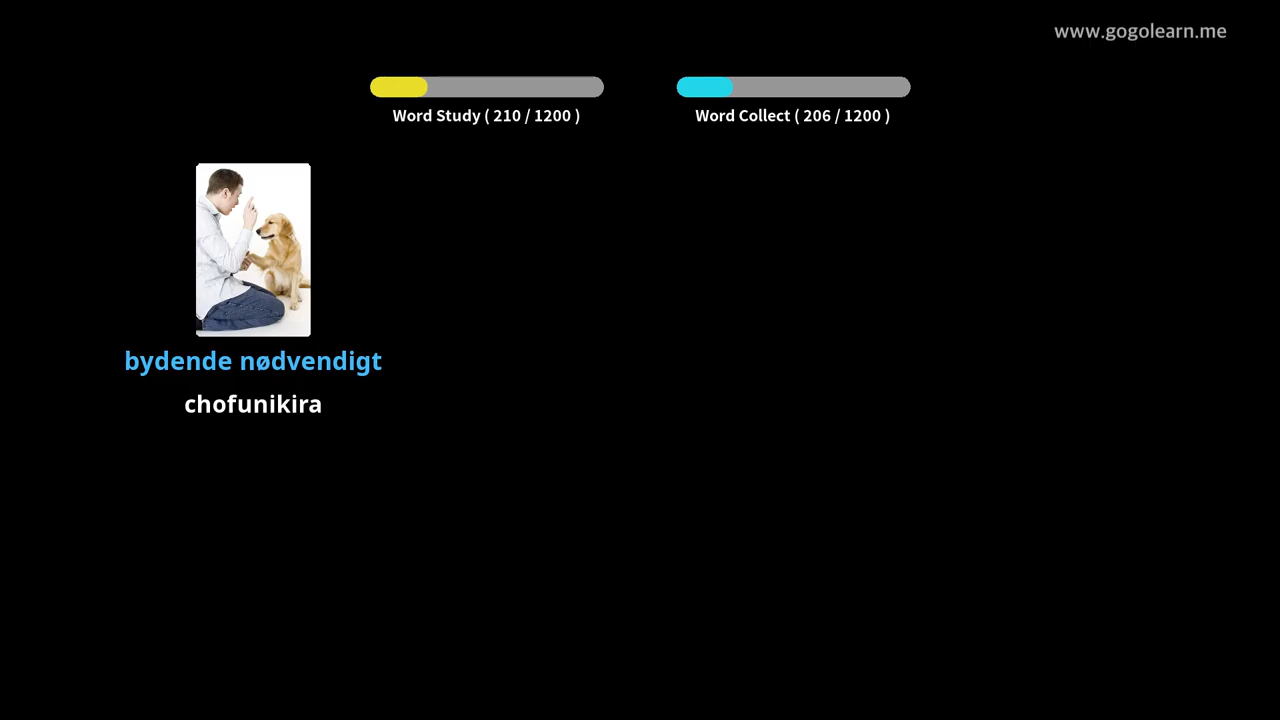 www.gogolearn.me
Word Study ( 210 / 1200 )
Word Collect ( 206 / 1200 )
bydende nødvendigt
chofunikira